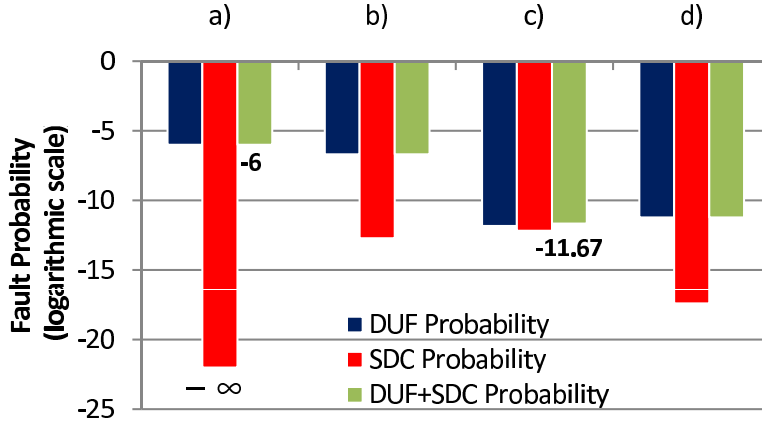 a) b) c) d)
0
-5
-10
-15
-20
-25
Fault Probability
(logarithmic scale)
-6
-11.67
− ∞
DUF Probability
SDC Probability
DUF+SDC Probability